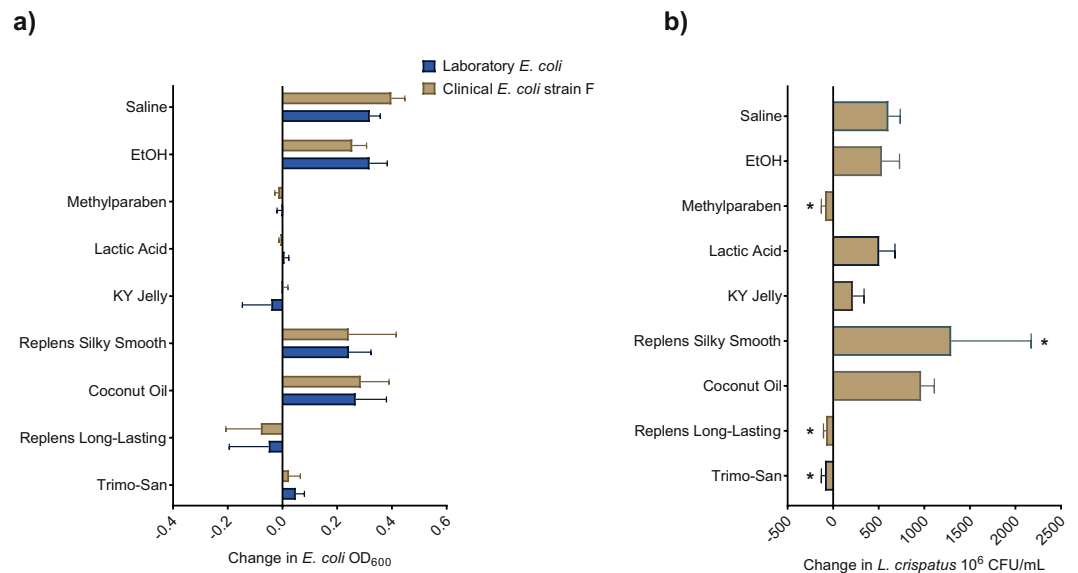 a)
Laboratory E. coli
Clinical E. coli strain F
Saline
EtOH
Methylparaben
Lactic Acid
KY Jelly
Replens Silky Smooth
Coconut Oil
Replens Long-Lasting
Trimo-San
-0.4
-0.2
0.0
0.2
0.4
0.6
Change in E. coli OD600
b)
Saline
EtOH
Methylparaben
*
Lactic Acid
KY Jelly
Replens Silky Smooth
*
Coconut Oil
Replens Long-Lasting
*
Trimo-San
*
-500
0
500
1000
1500
2000
2500
Change in L. crispatus 10⁶ CFU/mL